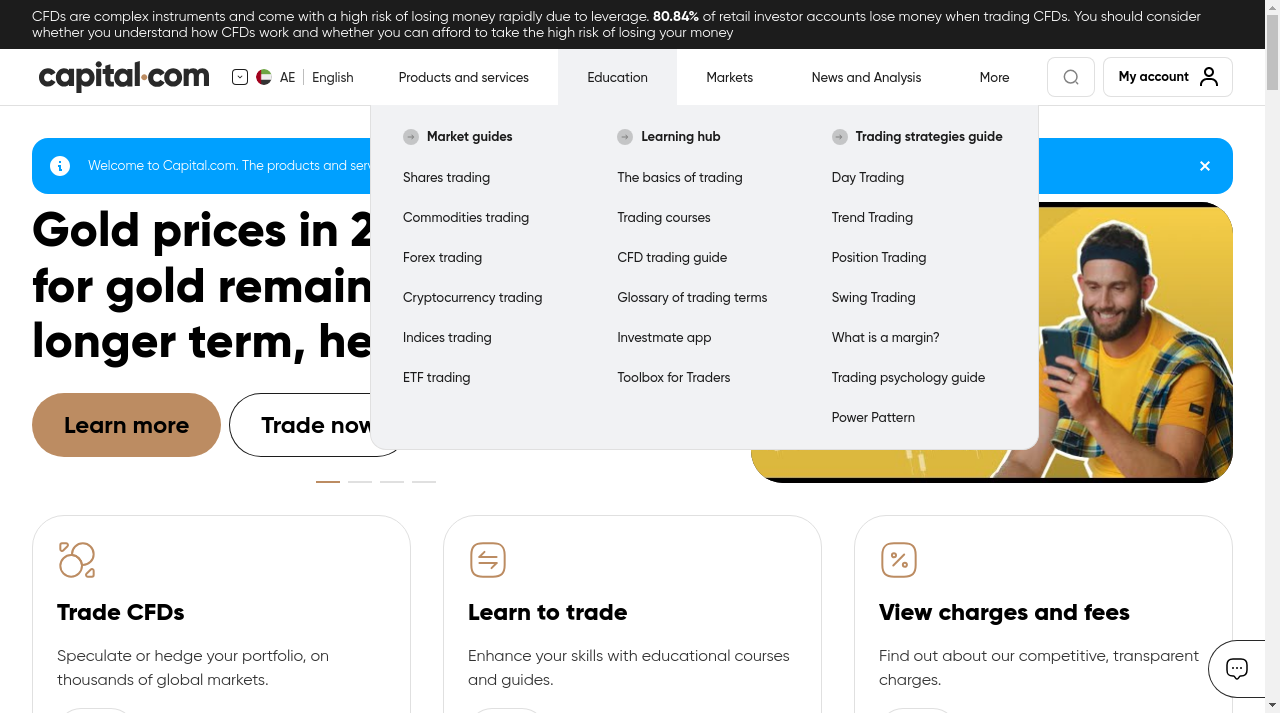 CFDs are complex instruments and come with a high risk of losing money rapidly due to leverage. 80.84% of retail investor accounts lose money when trading CFDs. You should consider
whether you understand how CFDs work and whether you can afford to take the high risk of losing your money
capital.com
AE
English
Products and services
Education
Markets
News and Analysis
More
My account
Market guides
Shares trading
Commodities trading
Forex trading
Cryptocurrency trading
Indices trading
ETF trading
Learning hub
The basics of trading
Trading courses
CFD trading guide
Glossary of trading terms
Investmate app
Toolbox for Traders
Trading strategies guide
Day Trading
Trend Trading
Position Trading
Swing Trading
What is a margin?
Trading psychology guide
Power Pattern
Welcome to Capital.com. The products and
Gold prices in
for gold remain
longer term,
Learn more
Trade now
Trade CFDs
Speculate or hedge your portfolio, on
thousands of global markets.
Learn to trade
Enhance your skills with educational courses
and guides.
View charges and fees
Find out about our competitive, transparent
charges.